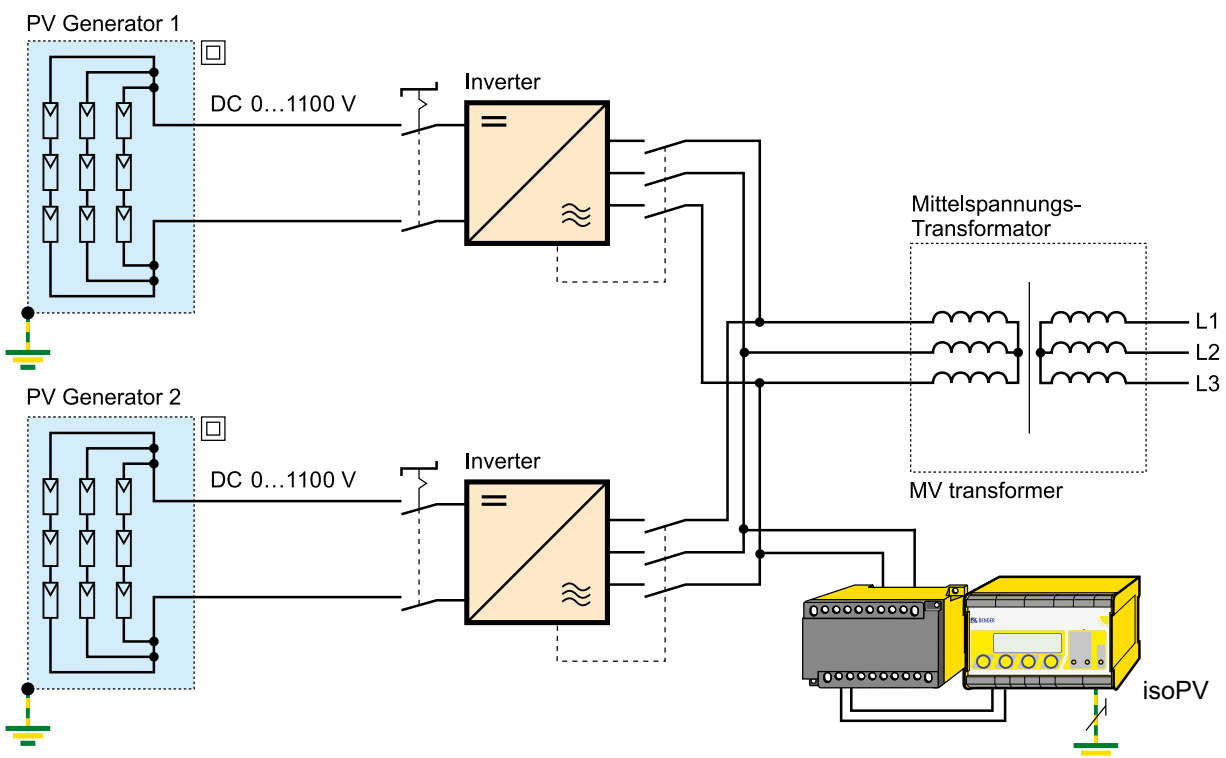 PV Generator 1
DC 0…1100 V
Inverter
Mittelspannungs-
Transformator
L1
L2
L3
MV transformer
PV Generator 2
DC 0…1100 V
Inverter
BENDER
isoPV